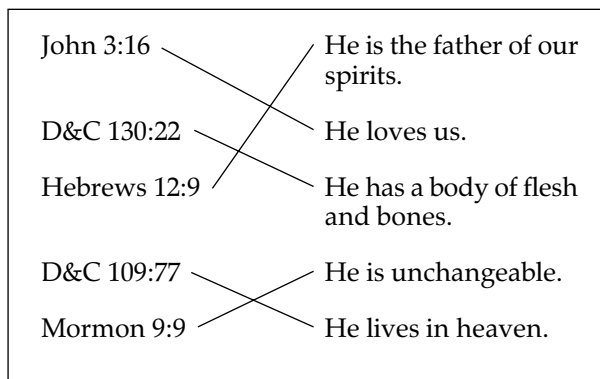 John 3:16
D&C 130:22
Hebrews 12:9
D&C 109:77
Mormon 9:9
He is the father of our
spirits.
He loves us.
He has a body of flesh
and bones.
He is unchangeable.
He lives in heaven.